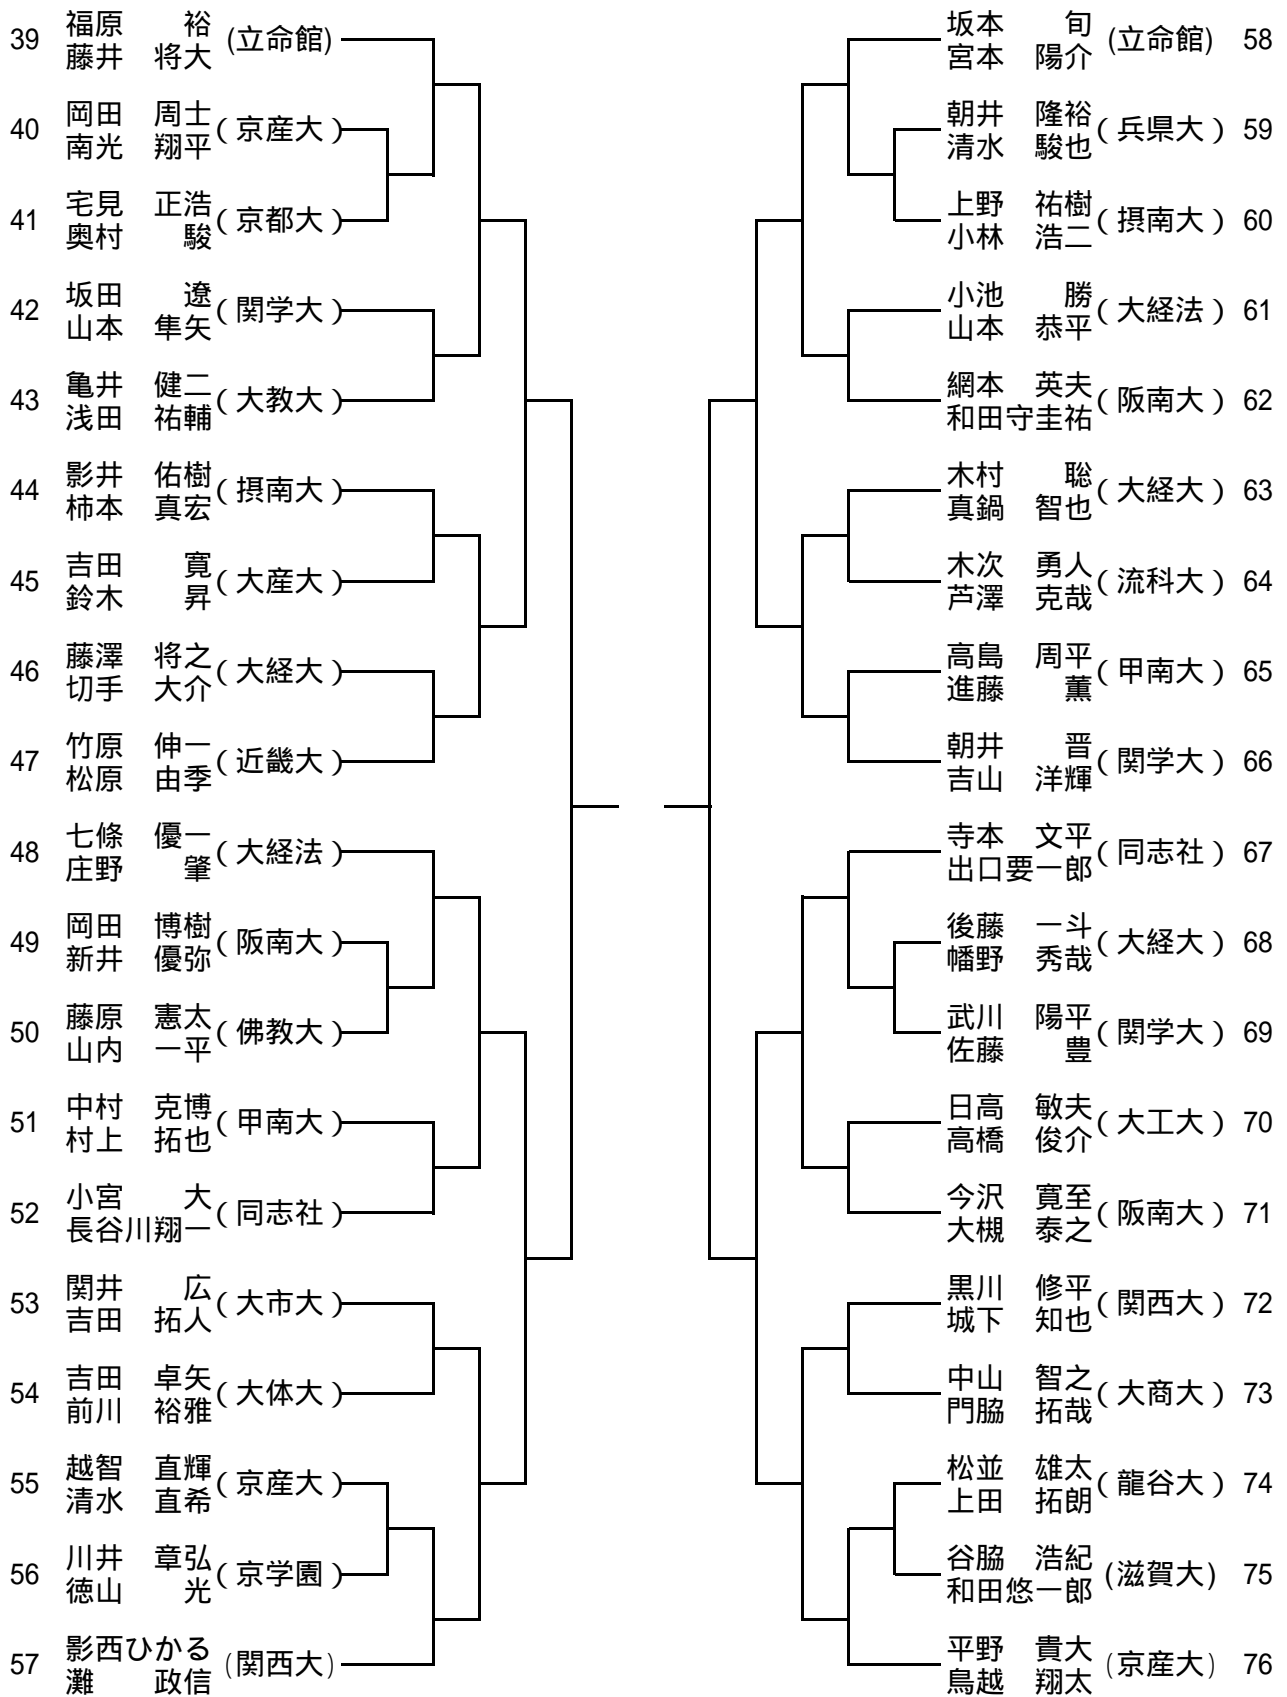 39 福原 裕 (立命館)
藤井 将大
40 岡田 周士 (京産大)
南光 翔平
41 宅見 正浩 (京都大)
奥村 駿
42 坂田 遼 (関学大)
山本 隼矢
43 亀井 健二 (大教大)
浅田 祐輔
44 影井 佑樹 (摂南大)
柿本 真宏
45 吉田 寛 (大産大)
鈴木 昇
46 藤澤 将之 (大経大)
切手 大介
47 竹原 伸一 (近畿大)
松原 由季
48 七條 優一 (大経法)
庄野 肇
49 岡田 博樹 (阪南大)
新井 優弥
50 藤原 憲太 (佛教大)
山内 一平
51 中村 克博 (甲南大)
村上 拓也
52 小宮 大 (同志社)
長谷川翔一
53 関井 広 (大市大)
吉田 拓人
54 吉田 卓矢 (大体大)
前川 裕雅
55 越智 直輝 (京産大)
清水 直希
56 川井 章弘 (京学園)
徳山 光
57 影西ひかる (関西大)
灘 政信
坂本 旬 (立命館) 58
宮本 陽介
朝井 隆裕 (兵県大) 59
清水 駿也
上野 祐樹 (摂南大) 60
小林 浩二
小池 勝 (大経法) 61
山本 恭平
網本 英夫 (阪南大) 62
和田守圭祐
木村 聡 (大経大) 63
真鍋 智也
木次 勇人 (流科大) 64
芦澤 克哉
高島 周平 (甲南大) 65
進藤 薫
朝井 晋 (関学大) 66
吉山 洋輝
寺本 文平 (同志社) 67
出口要一郎
後藤 一斗 (大経大) 68
幡野 秀哉
武川 陽平 (関学大) 69
佐藤 豊
日高 敏夫 (大工大) 70
高橋 俊介
今沢 寛至 (阪南大) 71
大槻 泰之
黒川 修平 (関西大) 72
城下 知也
中山 智之 (大商大) 73
門脇 拓哉
松並 雄太 (龍谷大) 74
上田 拓朗
谷脇 浩紀 (滋賀大) 75
和田悠一郎
平野 貴大 (京産大) 76
鳥越 翔太